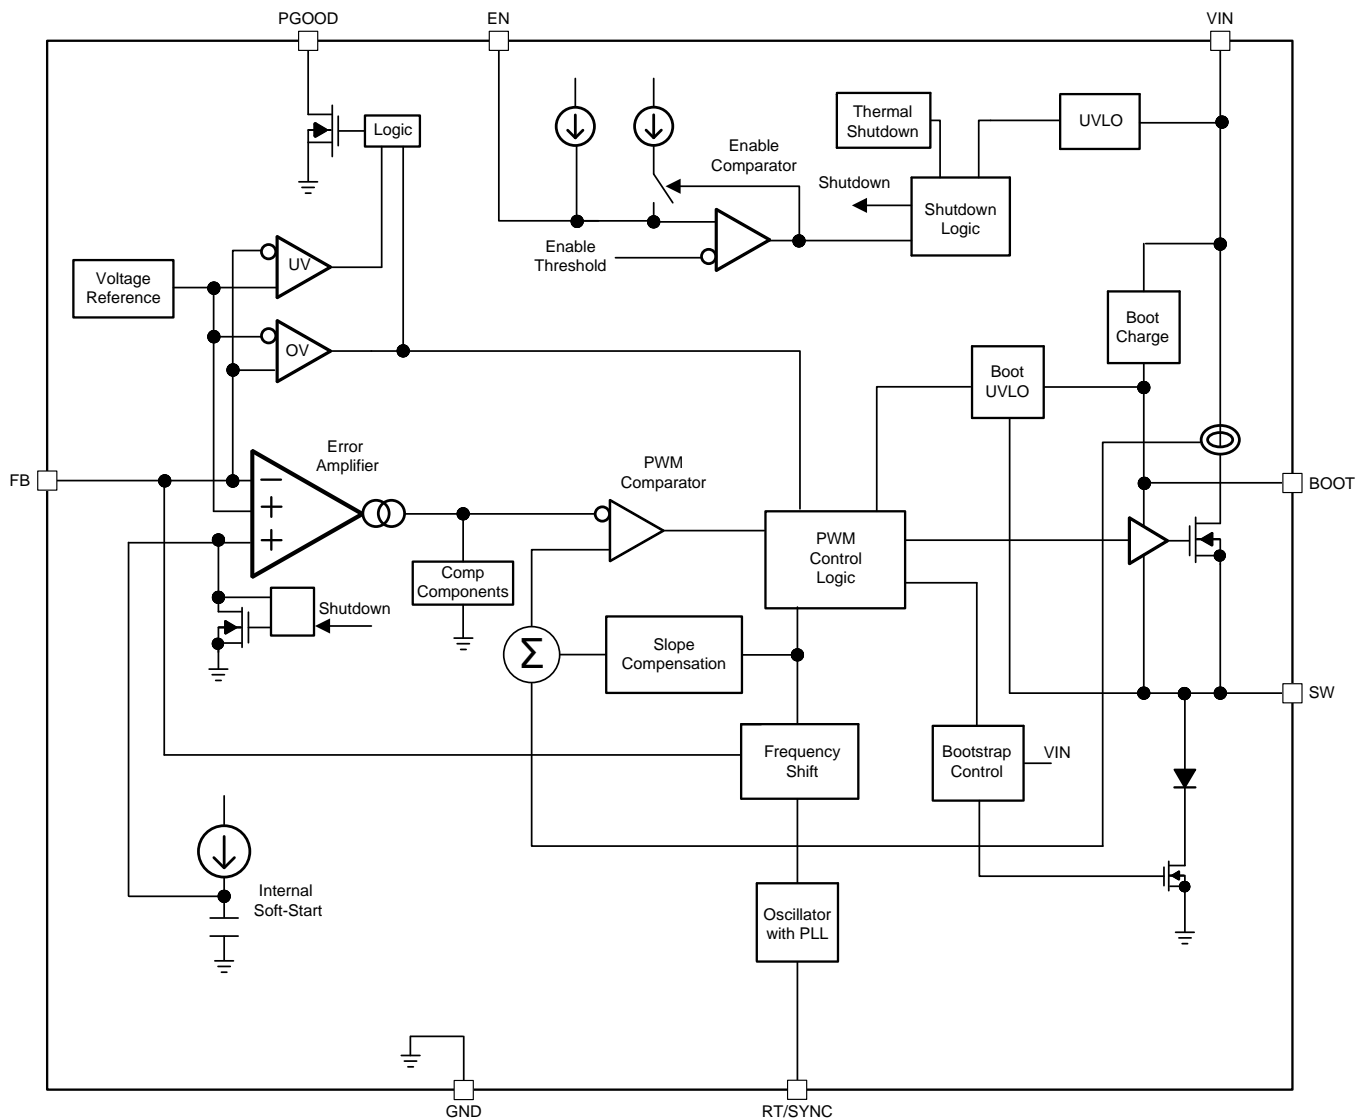 PGOOD
EN
VIN
Thermal
Shutdown
UVLO
Logic
Enable
Comparator
Shutdown
Shutdown
Logic
Enable
Threshold
UV
Voltage
Reference
Boot
Charge
OV
Boot
UVLO
Error
Amplifier
PWM
Comparator
FB
−
+
+
BOOT
PWM
Control
Logic
Comp
Components
Shutdown
Σ
Slope
Compensation
SW
Frequency
Shift
Bootstrap
Control
VIN
Internal
Soft-Start
Oscillator
with PLL
GND
RT/SYNC